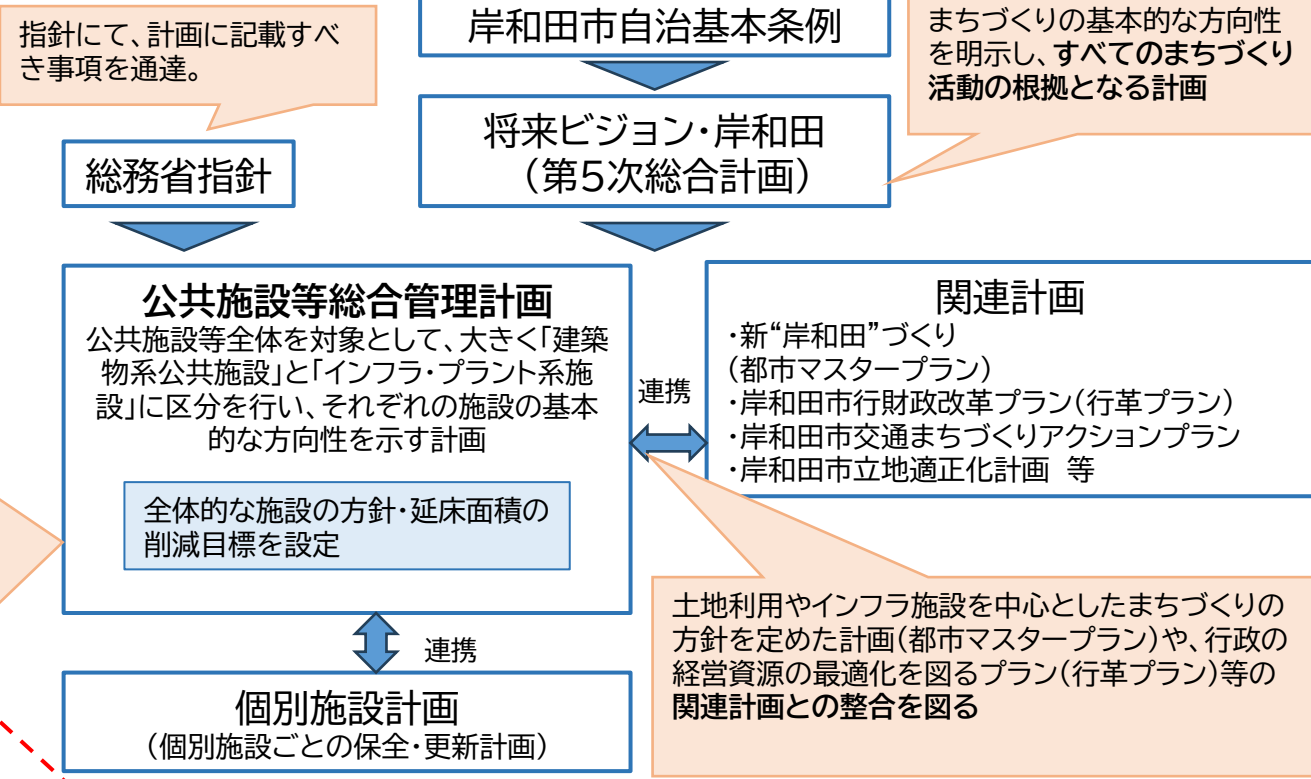 指針にて、計画に記載すべ
き事項を通達。
岸和田市自治基本条例
まちづくりの基本的な方向性
を明示し、すべてのまちづくり
活動の根拠となる計画
総務省指針
将来ビジョン・岸和田
(第5次総合計画)
公共施設等総合管理計画
公共施設等全体を対象として、大きく「建築
物系公共施設」と「インフラ・プラント系施
設」に区分を行い、それぞれの施設の基本
的な方向性を示す計画
全体的な施設の方針・延床面積の
削減目標を設定
連携
関連計画
・新“岸和田”づくり
(都市マスタープラン)
・岸和田市行財政改革プラン(行革プラン)
・岸和田市交通まちづくりアクションプラン
・岸和田市立地適正化計画 等
土地利用やインフラ施設を中心としたまちづくりの
方針を定めた計画(都市マスタープラン)や、行政の
経営資源の最適化を図るプラン(行革プラン)等の
関連計画との整合を図る
連携
個別施設計画
(個別施設ごとの保全・更新計画)